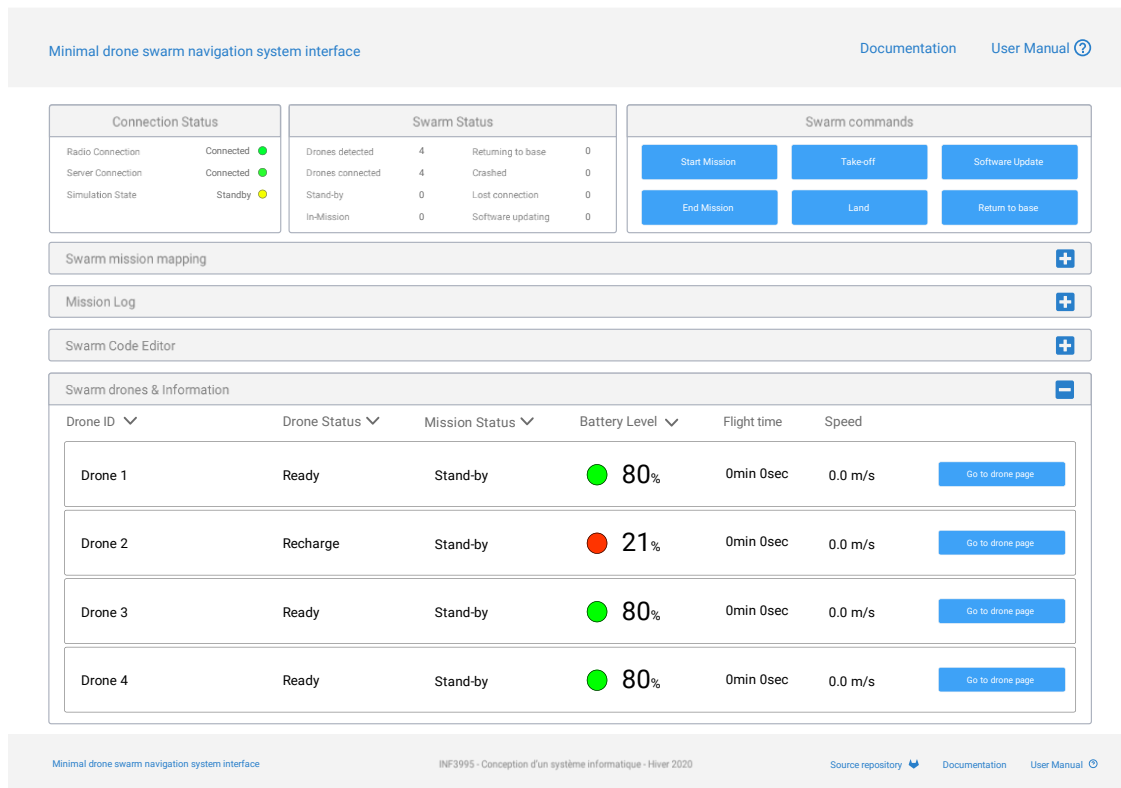 Minimal drone swarm navigation system interface
Documentation
User Manual
Connection Status
Radio Connection Connected
Server Connection Connected
Simulation State Standby
Swarm Status
Drones detected 4 Returning to base 0
Drones connected 4 Crashed 0
Stand-by 0 Lost connection 0
In-Mission 0 Software updating 0
Swarm commands
Start Mission Take-off Software Update
End Mission Land Return to base
Swarm mission mapping
Mission Log
Swarm Code Editor
Swarm drones & Information
Drone ID Drone Status Mission Status Battery Level Flight time Speed
Drone 1 Ready Stand-by 80% 0min 0sec 0.0 m/s Go to drone page
Drone 2 Recharge Stand-by 21% 0min 0sec 0.0 m/s Go to drone page
Drone 3 Ready Stand-by 80% 0min 0sec 0.0 m/s Go to drone page
Drone 4 Ready Stand-by 80% 0min 0sec 0.0 m/s Go to drone page
Minimal drone swarm navigation system interface
INF3995 - Conception d'un système informatique - Hiver 2020
Source repository Documentation User Manual